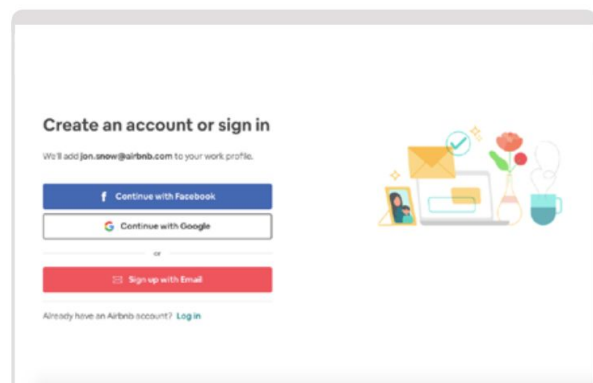 Create an account or sign in
We'll add jon.snow@airbnb.com to your work profile.
Continue with Facebook
Continue with Google
or
Sign up with Email
Already have an Airbnb account? Log in